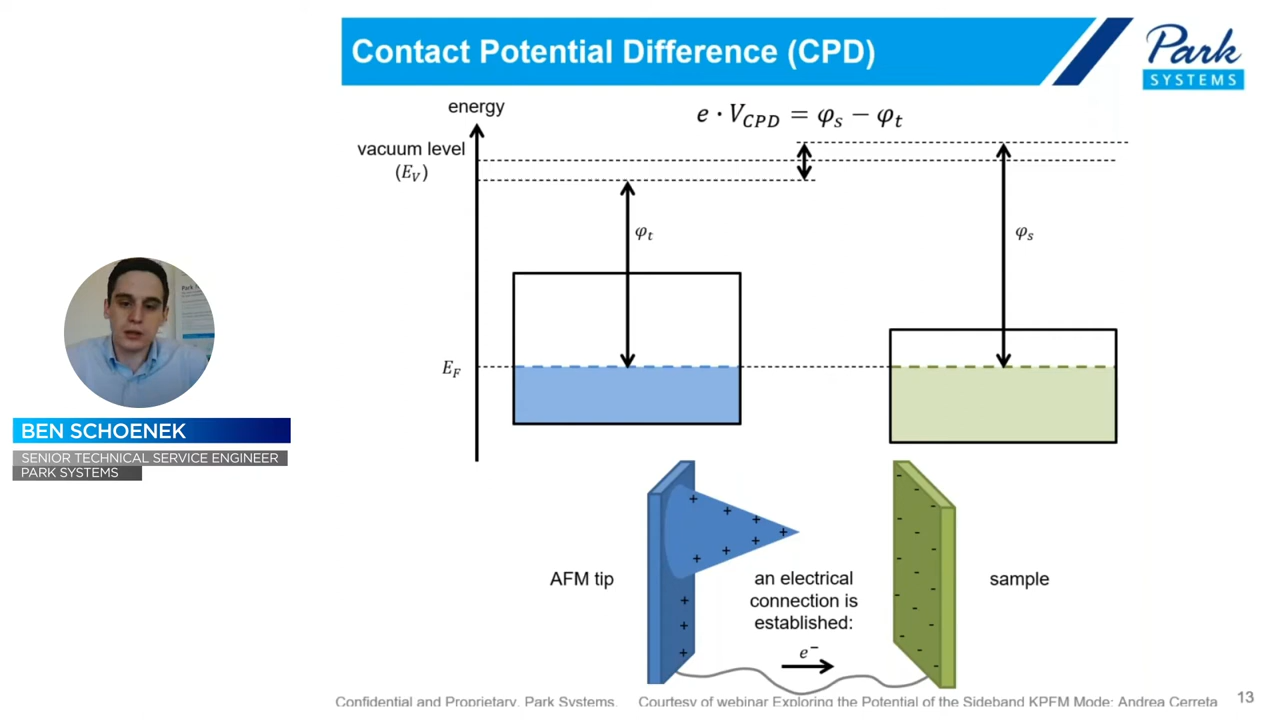 Contact Potential Difference (CPD)
Park
SYSTEMS
energy
e · V_CPD = φ_s − φ_t
vacuum level
(E_V)
φ_t
φ_s
E_F
BEN SCHOENEK
SENIOR TECHNICAL SERVICE ENGINEER
PARK SYSTEMS
AFM tip
an electrical
connection is
established:
e⁻
sample
Confidential and Proprietary, Park Systems. Courtesy of webinar Exploring the Potential of the Sideband KPFM Mode: Andrea Cerreta
13